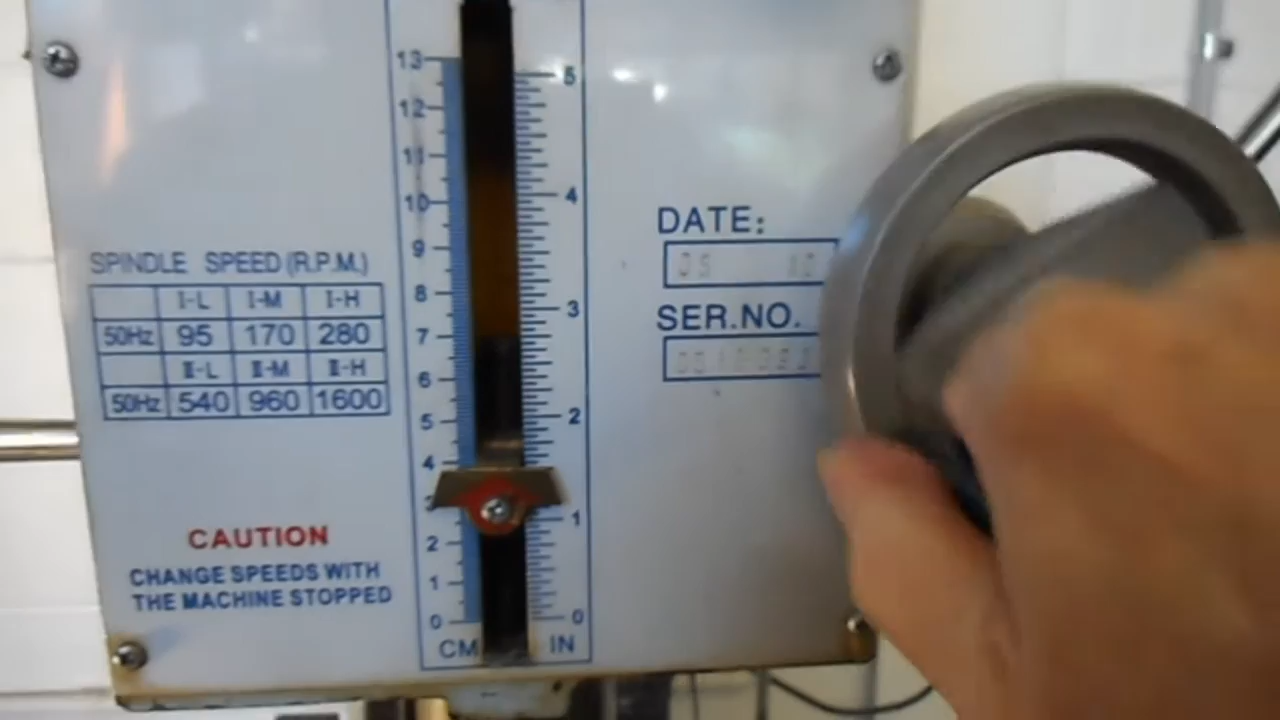 SPINDLE SPEED (R.P.M.)
I-L I-M I-H
50Hz 95 170 280
II-L II-M II-H
50Hz 540 960 1600
CAUTION
CHANGE SPEEDS WITH
THE MACHINE STOPPED
13
12
11
10
9
8
7
6
5
4
3
2
1
0
CM
5
4
3
2
1
0
IN
DATE:
SER.NO.